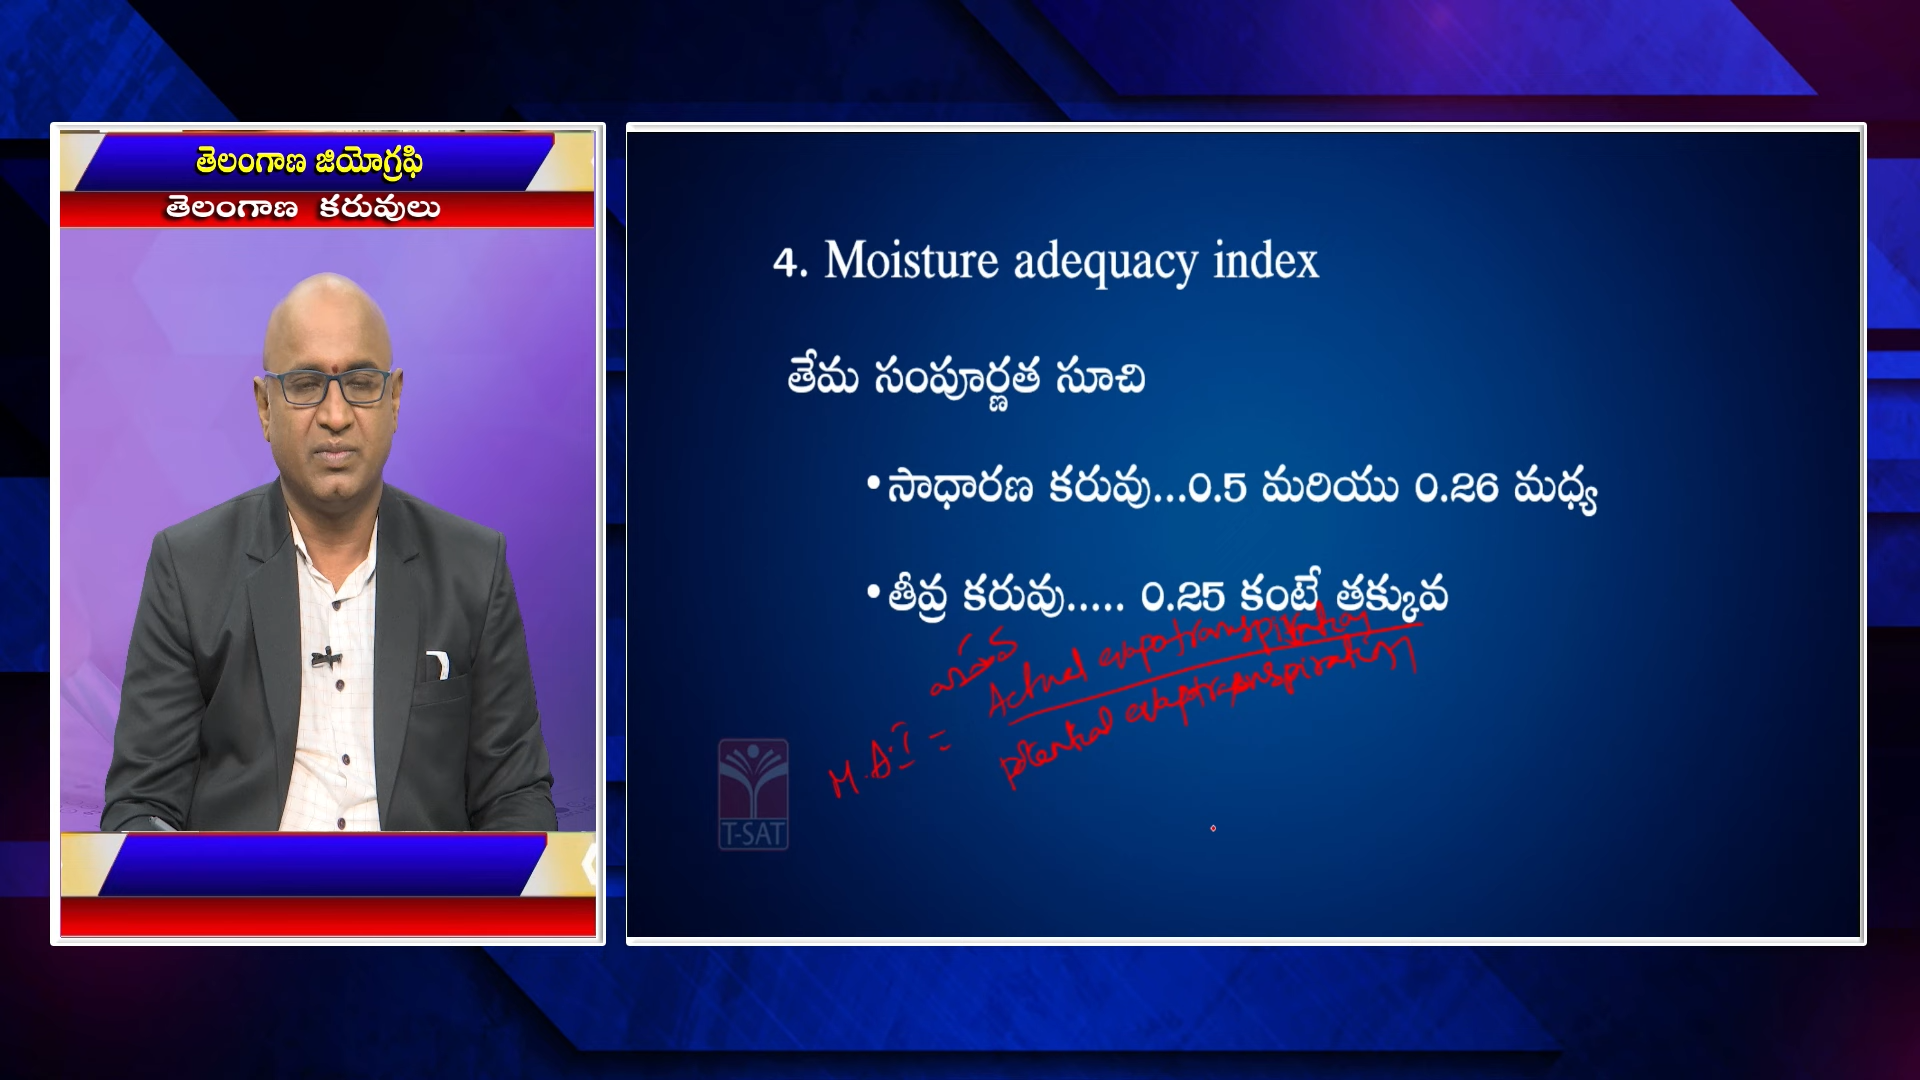 తెలంగాణ జియోగ్రఫి
తెలంగాణ కరువులు
4. Moisture adequacy index
తేమ సంపూర్ణత సూచి
•సాధారణ కరువు...0.5 మరియు 0.26 మధ్య
•తీవ్ర కరువు..... 0.25 కంటే తక్కువ
M.A.I = Actual evapotranspiration
potential evapotranspiration
T-SAT